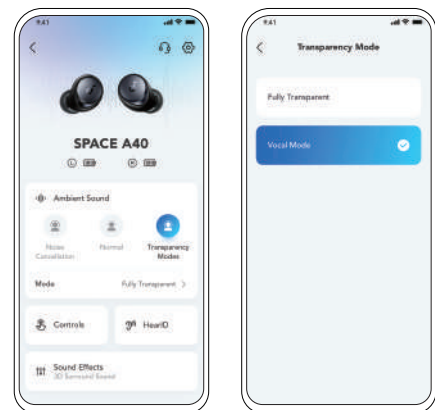 9:41
SPACE A40
L
R
Ambient Sound
Noise Cancellation
Normal
Transparency Modes
Mode
Fully Transparent >
Controls
HearID
Sound Effects
3D Surround Sound
9:41
Transparency Mode
Fully Transparent
Vocal Mode